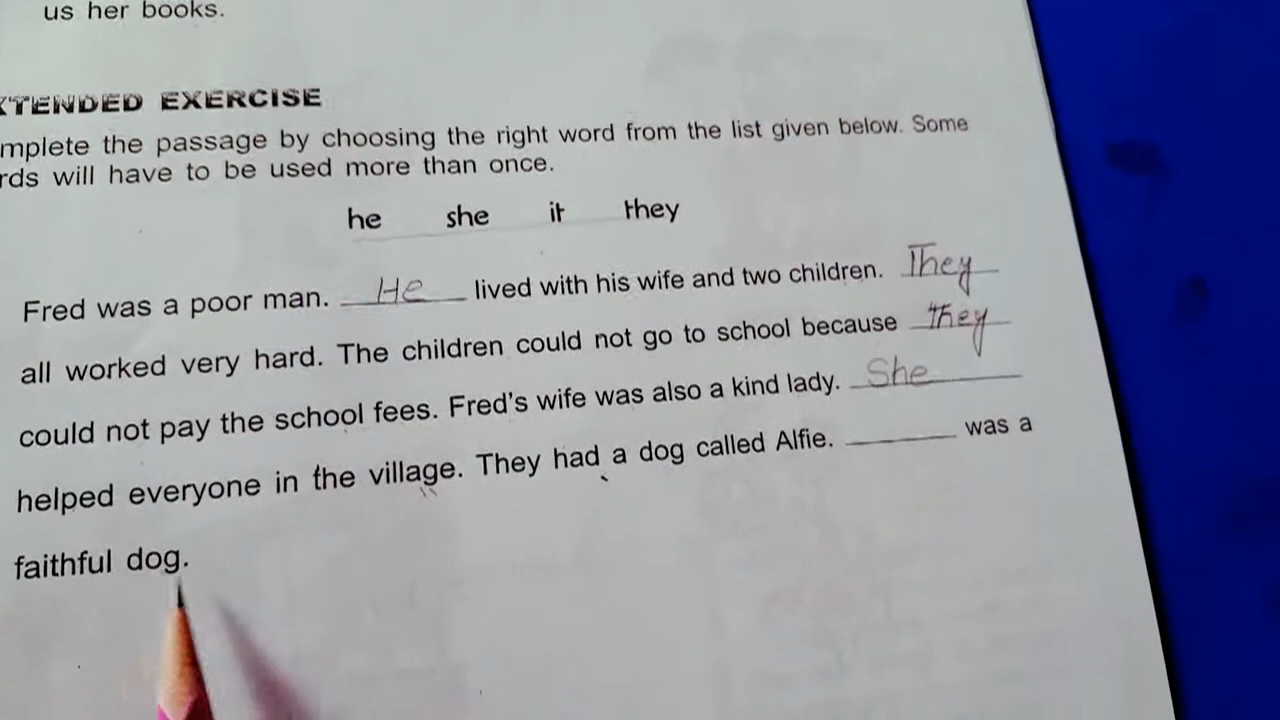 us her books.
XTENDED EXERCISE
mplete the passage by choosing the right word from the list given below. Some
rds will have to be used more than once.
he she it they
Fred was a poor man. He lived with his wife and two children. They
all worked very hard. The children could not go to school because they
could not pay the school fees. Fred's wife was also a kind lady. She
helped everyone in the village. They had a dog called Alfie. ______ was a
faithful dog.